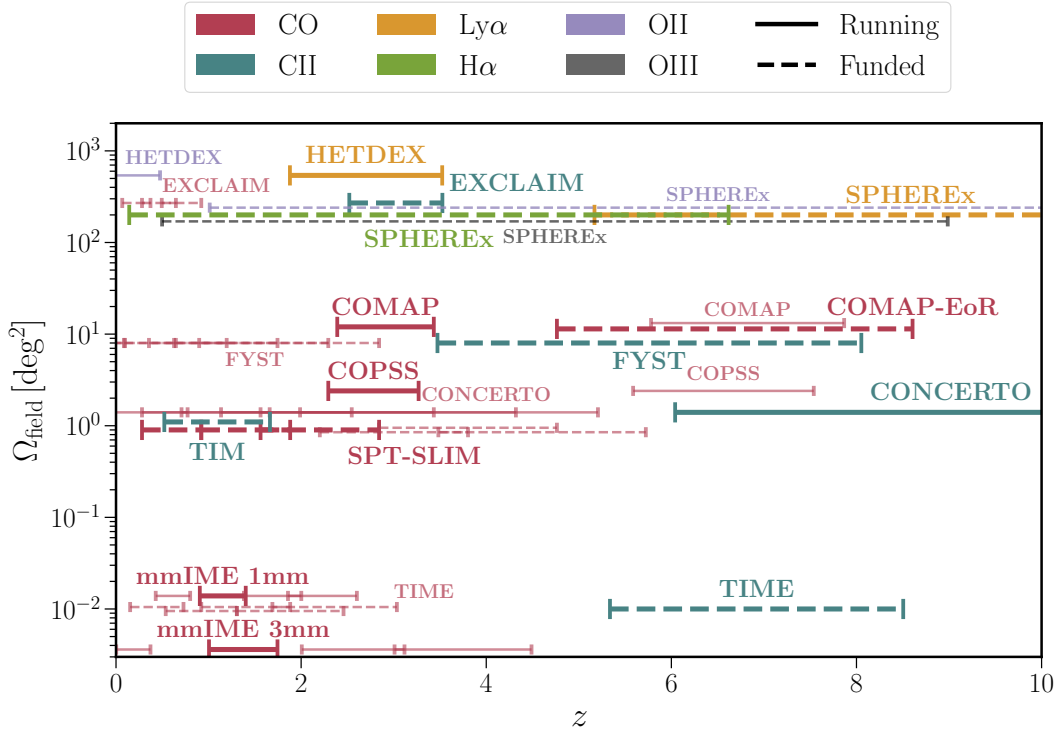 CO
Lyα
OII
Running
CII
Hα
OIII
Funded
10³
HETDEX
HETDEX
EXCLAIM
EXCLAIM
SPHEREx
SPHEREx
10²
SPHEREx
SPHEREx
COMAP
COMAP
COMAP-EoR
10¹
FYST
FYST
COPSS
COPSS
CONCERTO
CONCERTO
10⁰
TIM
SPT-SLIM
10⁻¹
mmIME 1mm
TIME
TIME
10⁻²
mmIME 3mm
Ω_field [deg²]
0
2
4
6
8
10
z